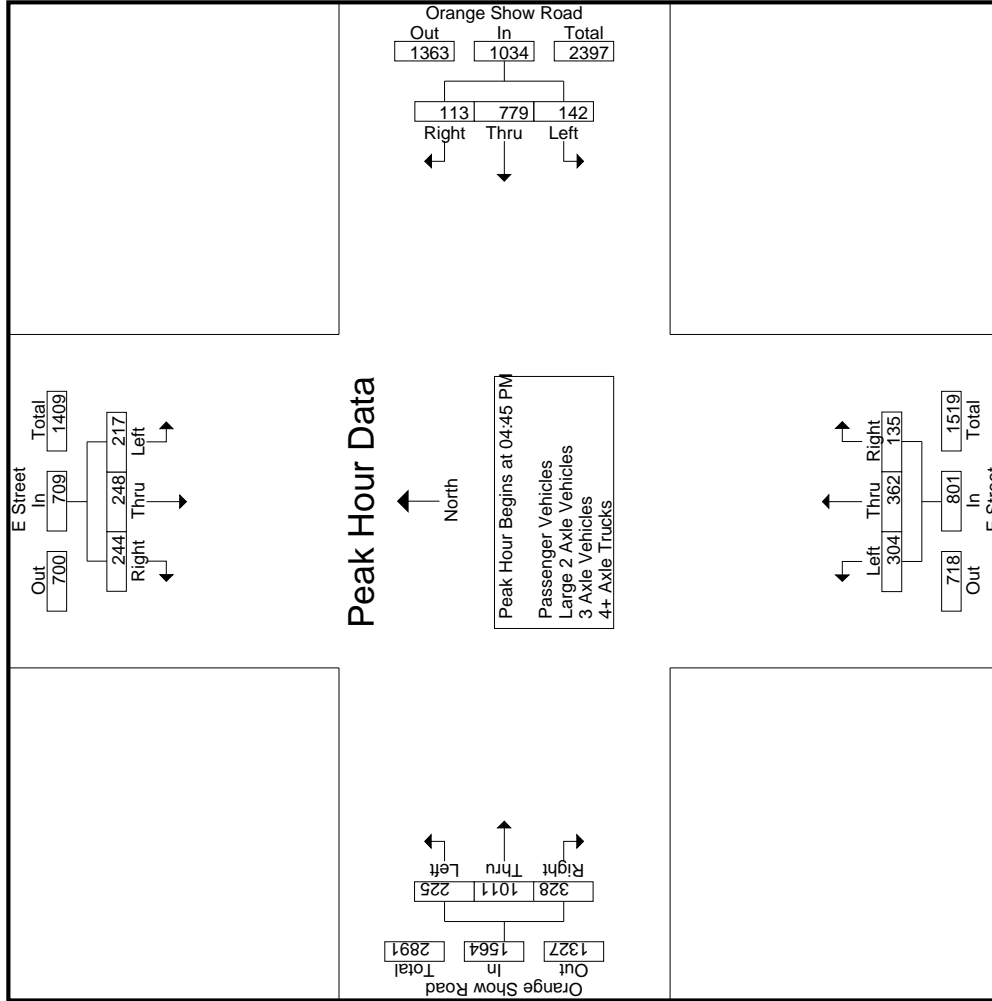 Orange Show Road
Out In Total
1363 1034 2397
113 779 142
Right Thru Left
E Street
Out In Total
700 709 1409
244 248 217
Right Thru Left
Peak Hour Data
North
Peak Hour Begins at 04:45 PM
Passenger Vehicles
Large 2 Axle Vehicles
3 Axle Vehicles
4+ Axle Trucks
Left Thru Right
304 362 135
718 801 1519
Out In Total
E Street
Left Thru Right
225 1011 328
2891 1564 1327
Total In Out
Orange Show Road